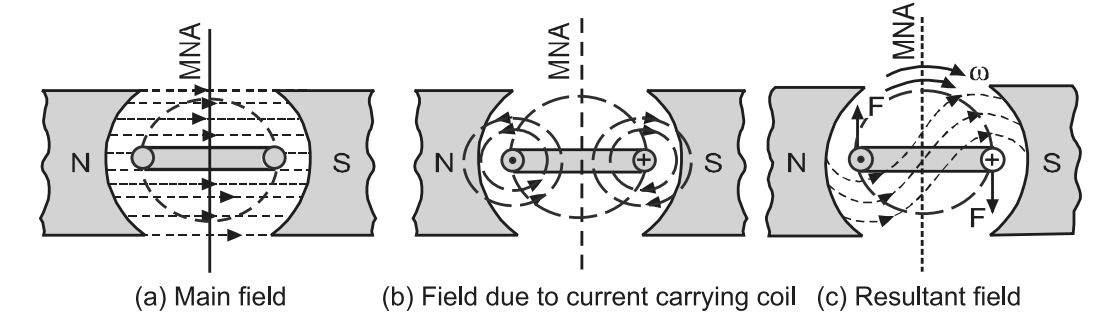 MNA
N
S
(a) Main field
MNA
N
S
(b) Field due to current carrying coil
MNA
ω
F
N
S
F
(c) Resultant field